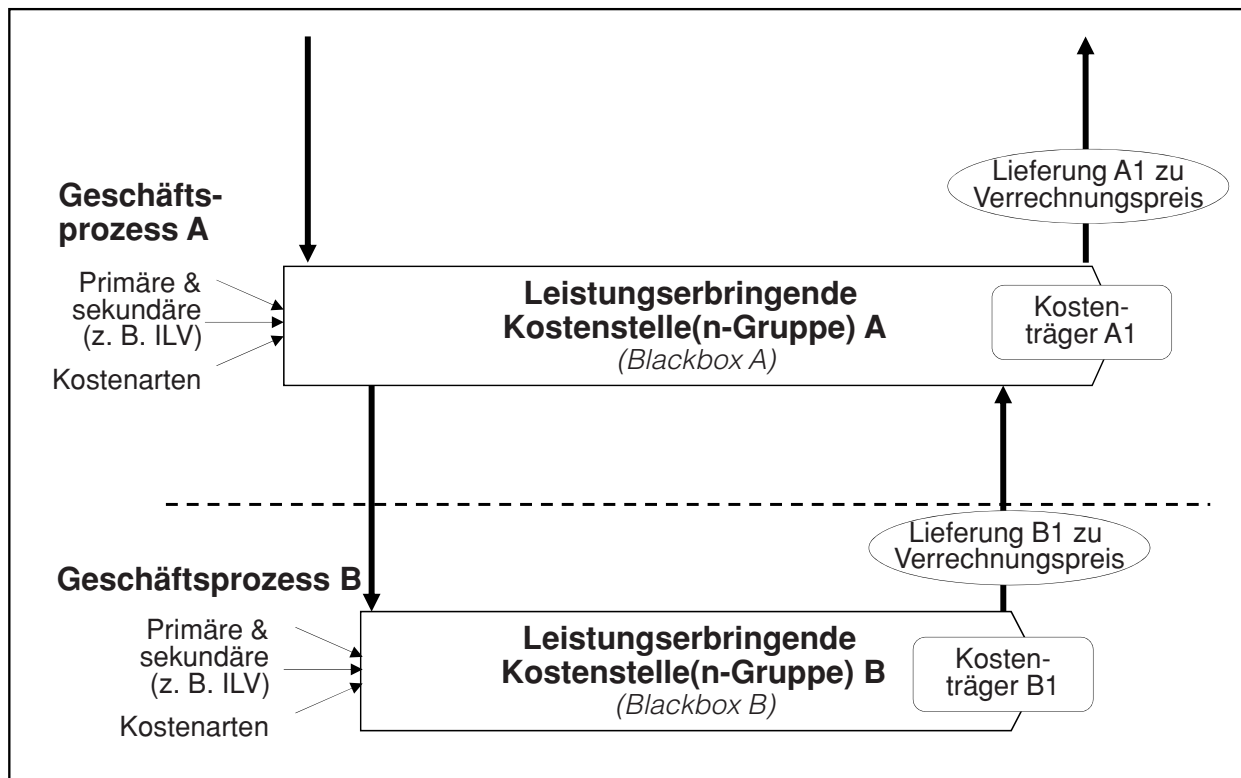 Lieferung A1 zu
Verrechnungspreis
Geschäfts-
prozess A
Primäre &
sekundäre
(z. B. ILV)
Kostenarten
Leistungserbringende
Kostenstelle(n-Gruppe) A
(Blackbox A)
Kosten-
träger A1
Lieferung B1 zu
Verrechnungspreis
Geschäftsprozess B
Primäre &
sekundäre
(z. B. ILV)
Kostenarten
Leistungserbringende
Kostenstelle(n-Gruppe) B
(Blackbox B)
Kosten-
träger B1